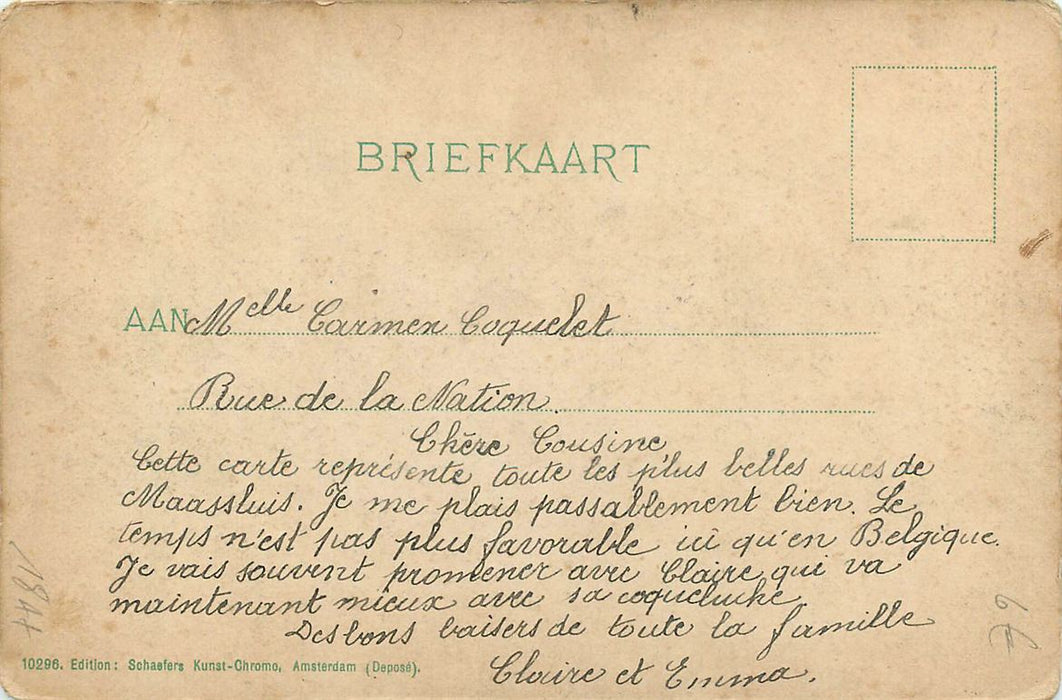 BRIEFKAART
AAN Melle Carmen Coquelet
Rue de la Nation
Chère Cousine
Cette carte représente toute les plus belles rues de
Maassluis. Je me plais passablement bien. Le
temps n'est pas plus favorable ici qu'en Belgique.
Je vais souvent promener avec Claire qui va
maintenant mieux avec sa coqueluche
Des bons baisers de toute la famille
Claire et Emma.
10296. Edition: Schaefers Kunst-Chromo, Amsterdam (Deposé).